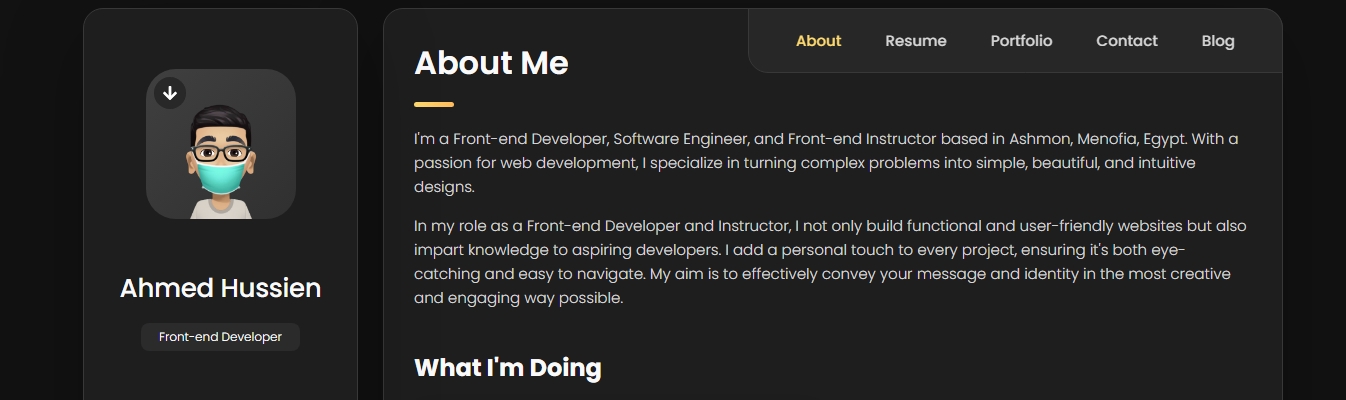 About Resume Portfolio Contact Blog
About Me
I'm a Front-end Developer, Software Engineer, and Front-end Instructor based in Ashmon, Menofia, Egypt. With a
passion for web development, I specialize in turning complex problems into simple, beautiful, and intuitive
designs.
In my role as a Front-end Developer and Instructor, I not only build functional and user-friendly websites but also
impart knowledge to aspiring developers. I add a personal touch to every project, ensuring it's both eye-
catching and easy to navigate. My aim is to effectively convey your message and identity in the most creative
and engaging way possible.
What I'm Doing
Ahmed Hussien
Front-end Developer